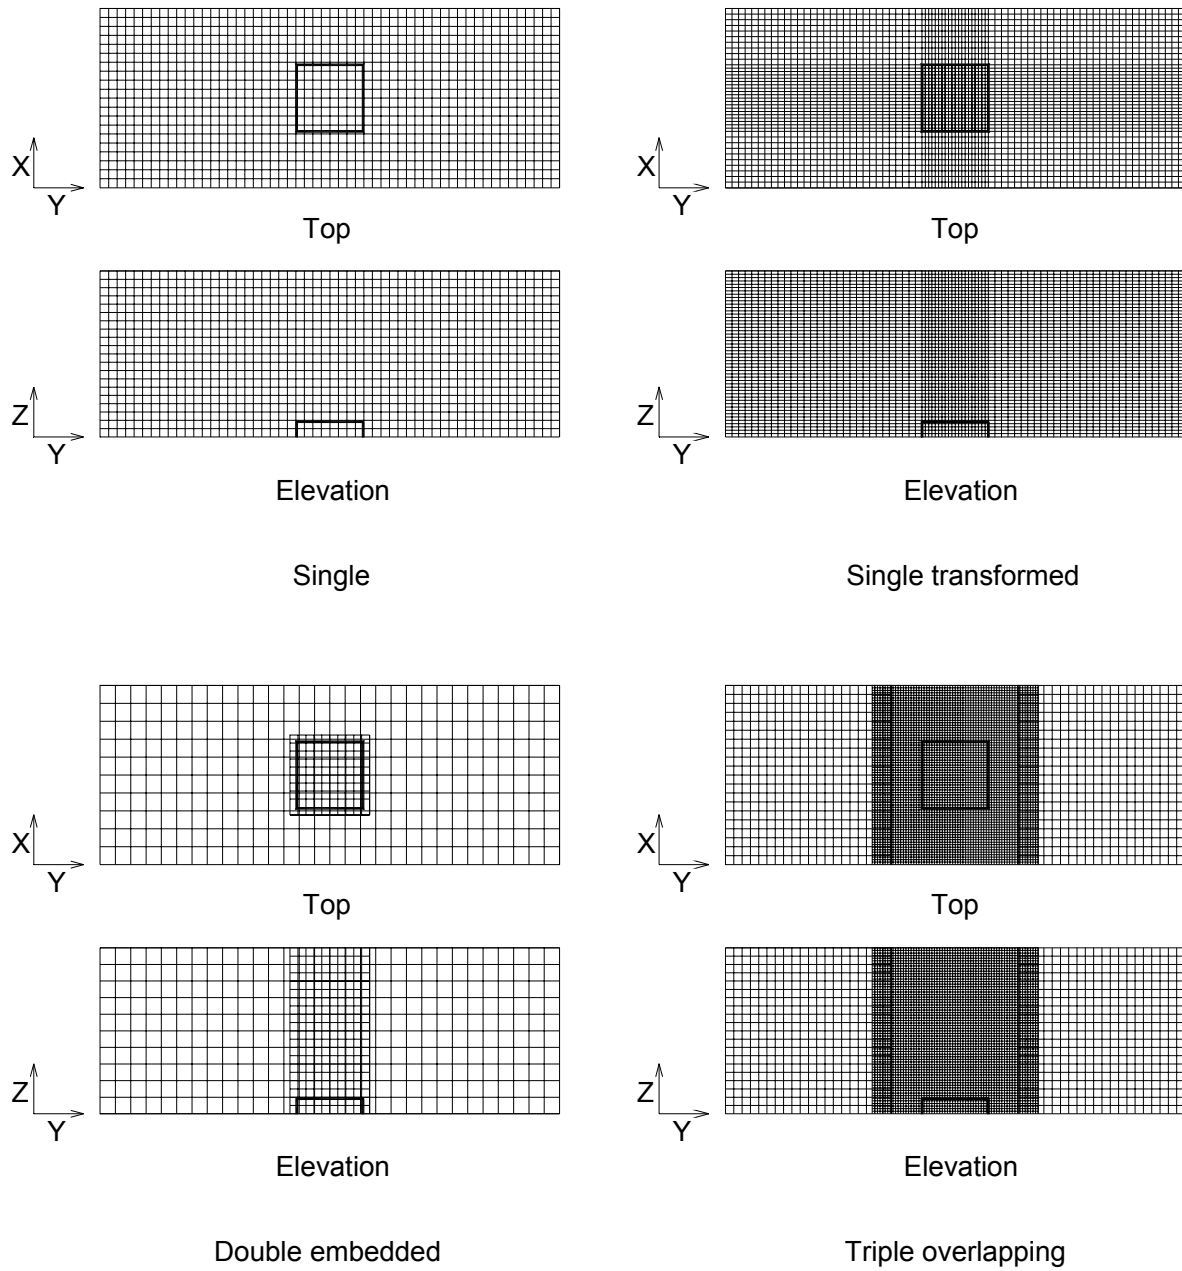 X
Y
Top
X
Y
Top
Z
Y
Elevation
Z
Y
Elevation
Single
Single transformed
X
Y
Top
X
Y
Top
Z
Y
Elevation
Z
Y
Elevation
Double embedded
Triple overlapping